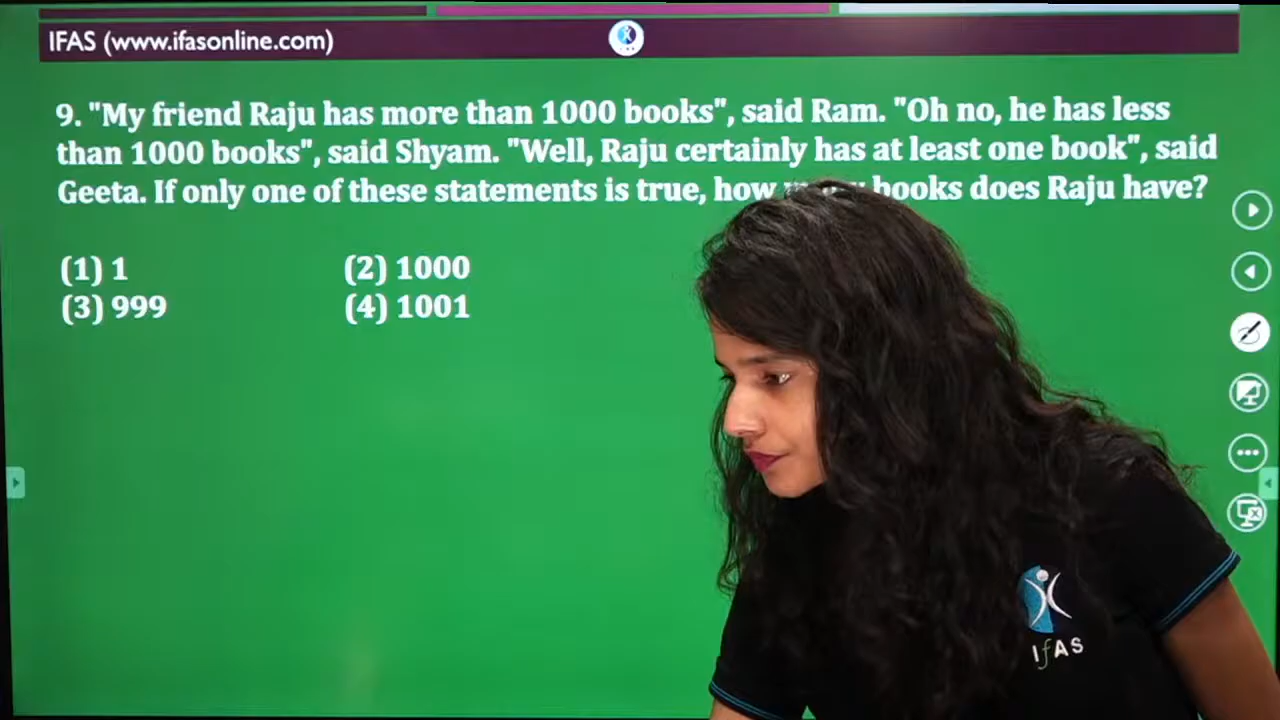 IFAS (www.ifasonline.com)
9. "My friend Raju has more than 1000 books", said Ram. "Oh no, he has less
than 1000 books", said Shyam. "Well, Raju certainly has at least one book", said
Geeta. If only one of these statements is true, how books does Raju have?
(1) 1 (2) 1000
(3) 999 (4) 1001
IfAS